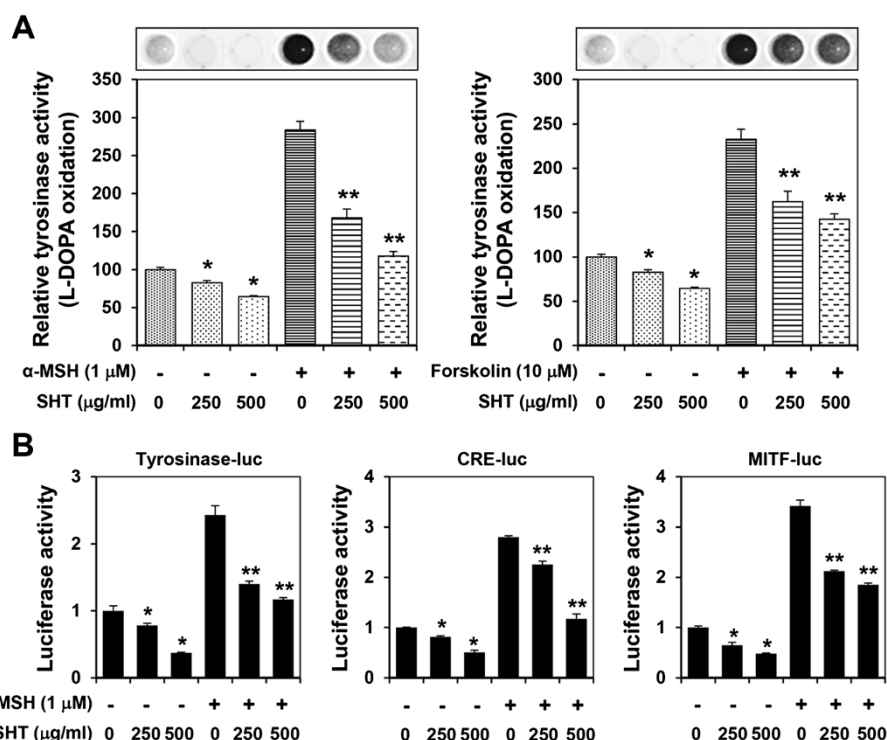 A
350
300
250
200
150
100
50
0
Relative tyrosinase activity
(L-DOPA oxidation)
* * ** **
α-MSH (1 μM) - - - + + +
SHT (μg/ml) 0 250 500 0 250 500
300
250
200
150
100
50
0
Relative tyrosinase activity
(L-DOPA oxidation)
* * ** **
Forskolin (10 μM) - - - + + +
SHT (μg/ml) 0 250 500 0 250 500
B
Tyrosinase-luc
3
2
1
0
Luciferase activity
* * ** **
MSH (1 μM) - - - + + +
SHT (μg/ml) 0 250 500 0 250 500
CRE-luc
4
3
2
1
0
Luciferase activity
* * ** **
- - - + + +
0 250 500 0 250 500
MITF-luc
4
3
2
1
0
Luciferase activity
* * ** **
- - - + + +
0 250 500 0 250 500